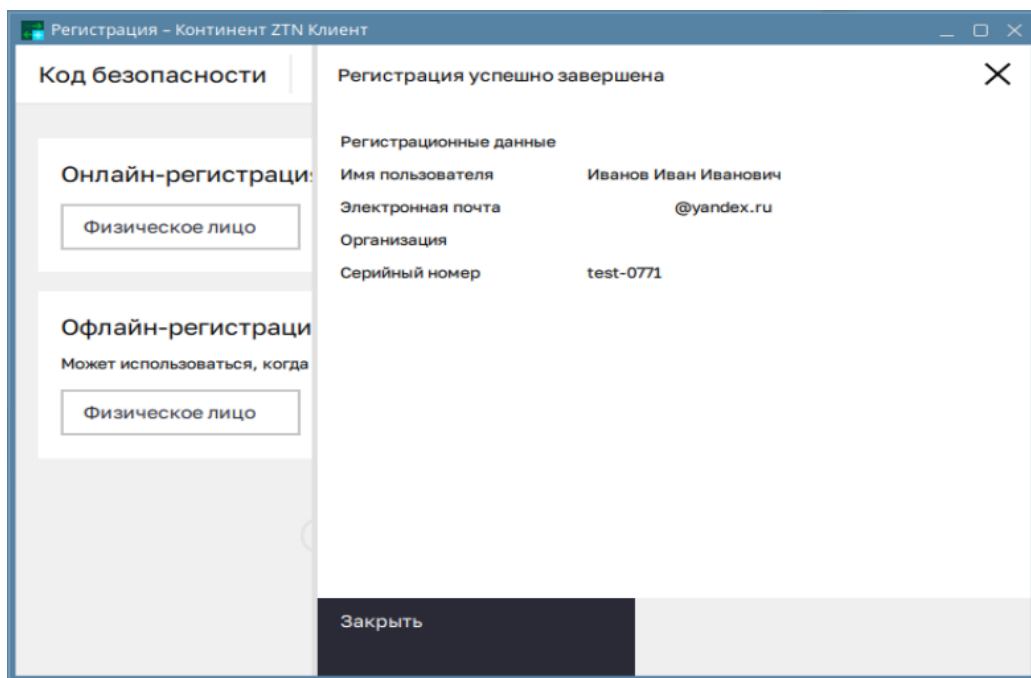 Регистрация – Континент ZTN Клиент
Код безопасности
Онлайн-регистрация
Физическое лицо
Офлайн-регистраци
Может использоваться, когда
Физическое лицо
Регистрация успешно завершена
Регистрационные данные
Имя пользователя Иванов Иван Иванович
Электронная почта @yandex.ru
Организация
Серийный номер test-0771
Закрыть